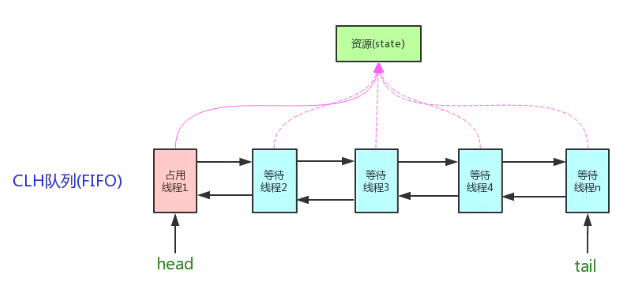 资源(state)
CLH队列(FIFO)
占用
线程1
等待
线程2
等待
线程3
等待
线程4
等待
线程n
head
tail